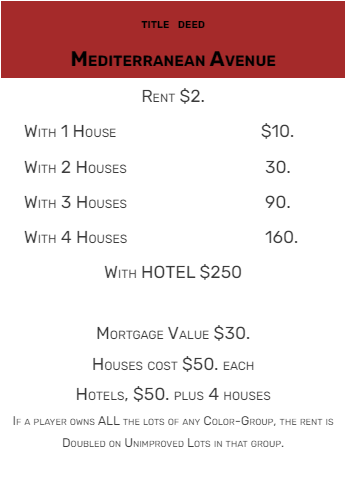 TITLE DEED
Mediterranean Avenue
Rent $2.
With 1 House $10.
With 2 Houses 30.
With 3 Houses 90.
With 4 Houses 160.
With HOTEL $250
Mortgage Value $30.
Houses cost $50. each
Hotels, $50. plus 4 houses
If a player owns ALL the lots of any Color-Group, the rent is
Doubled on Unimproved Lots in that group.